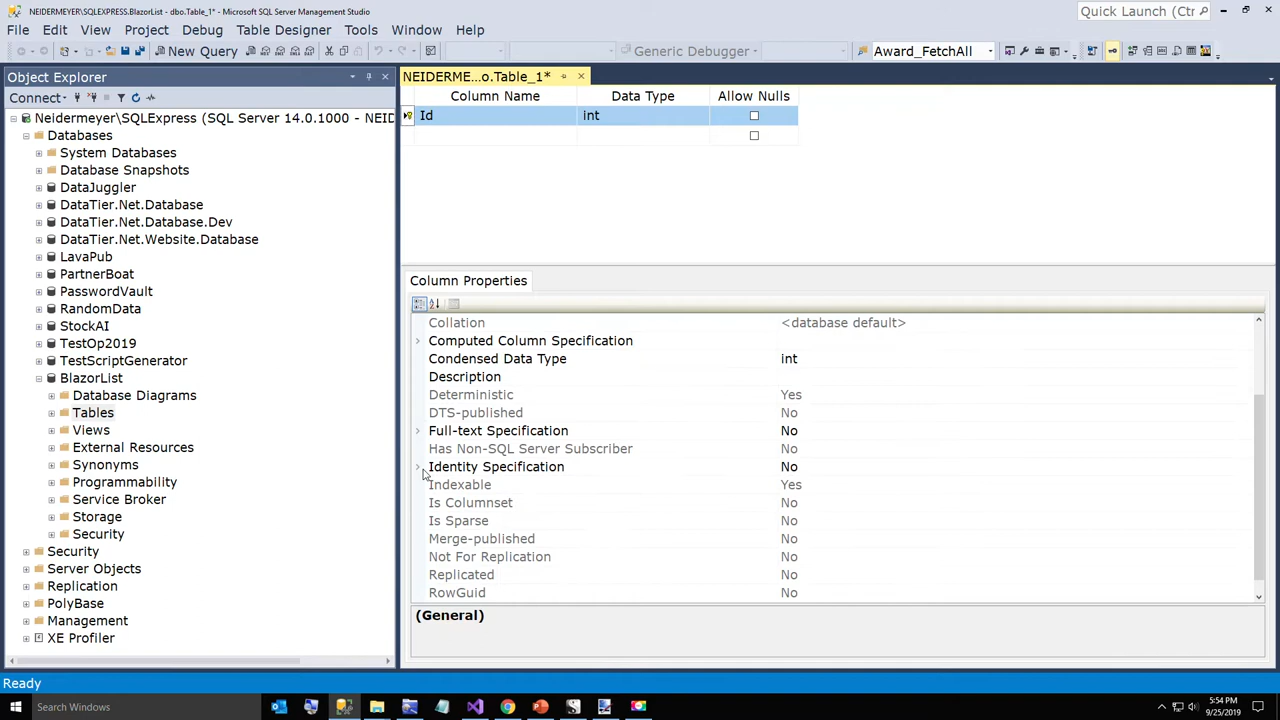 NEIDERMEYER\SQLEXPRESS.BlazorList - dbo.Table_1* - Microsoft SQL Server Management Studio
Quick Launch (Ctr
File Edit View Project Debug Table Designer Tools Window Help
New Query
Generic Debugger
Award_FetchAll
Object Explorer
Connect
Neidermeyer\SQLExpress (SQL Server 14.0.1000 - NEID
Databases
System Databases
Database Snapshots
DataJuggler
DataTier.Net.Database
DataTier.Net.Database.Dev
DataTier.Net.Website.Database
LavaPub
PartnerBoat
PasswordVault
RandomData
StockAI
TestOp2019
TestScriptGenerator
BlazorList
Database Diagrams
Tables
Views
External Resources
Synonyms
Programmability
Service Broker
Storage
Security
Security
Server Objects
Replication
PolyBase
Management
XE Profiler
NEIDERME...o.Table_1*
Column Name Data Type Allow Nulls
Id int
Column Properties
Collation <database default>
Computed Column Specification
Condensed Data Type int
Description
Deterministic Yes
DTS-published No
Full-text Specification No
Has Non-SQL Server Subscriber No
Identity Specification No
Indexable Yes
Is Columnset No
Is Sparse No
Merge-published No
Not For Replication No
Replicated No
RowGuid No
(General)
Ready
Search Windows
5:54 PM
9/25/2019